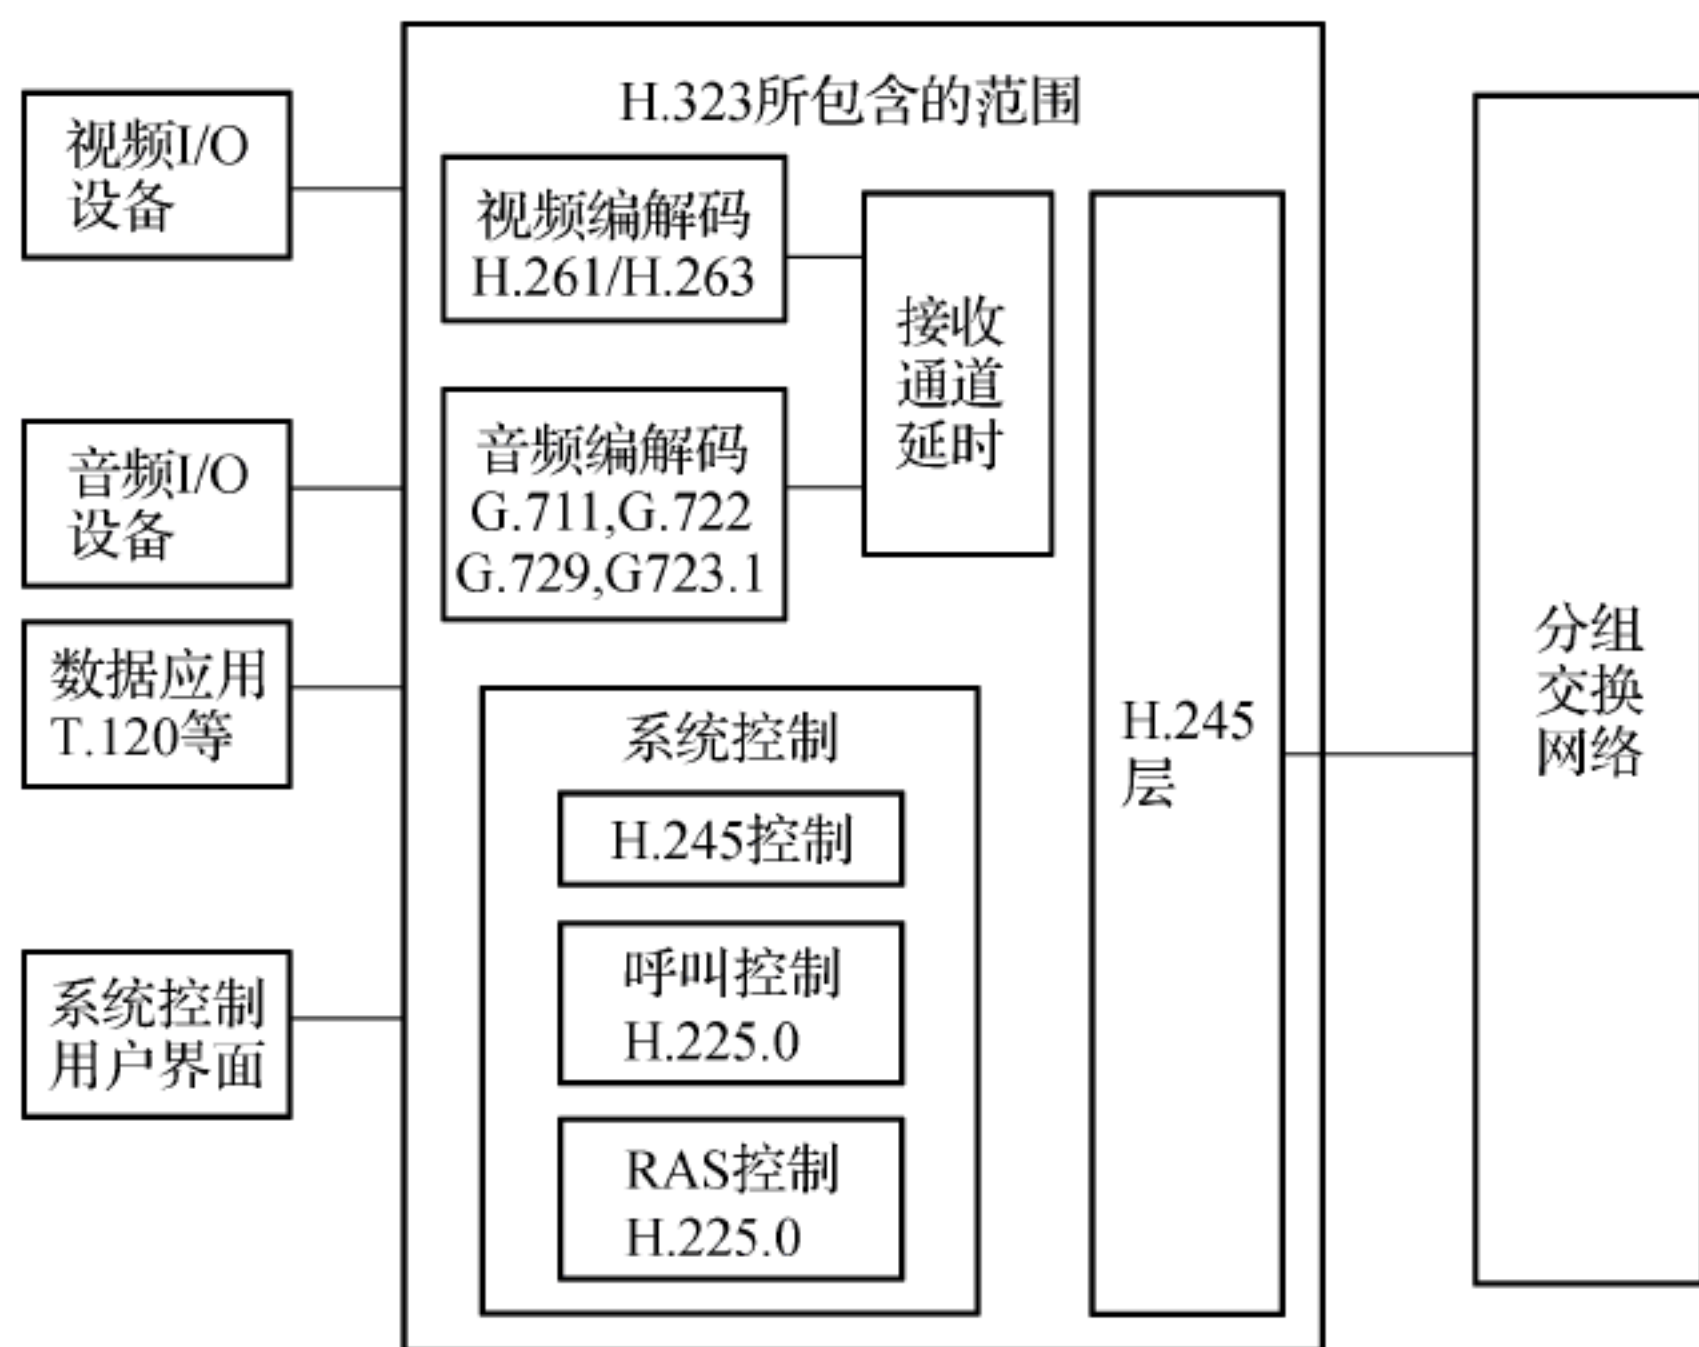 H.323所包含的范围
视频I/O
设备
视频编解码
H.261/H.263
接收
通道
延时
音频I/O
设备
音频编解码
G.711,G.722
G.729,G723.1
数据应用
T.120等
系统控制
用户界面
系统控制
H.245控制
呼叫控制
H.225.0
RAS控制
H.225.0
H.245
层
分组
交换
网络